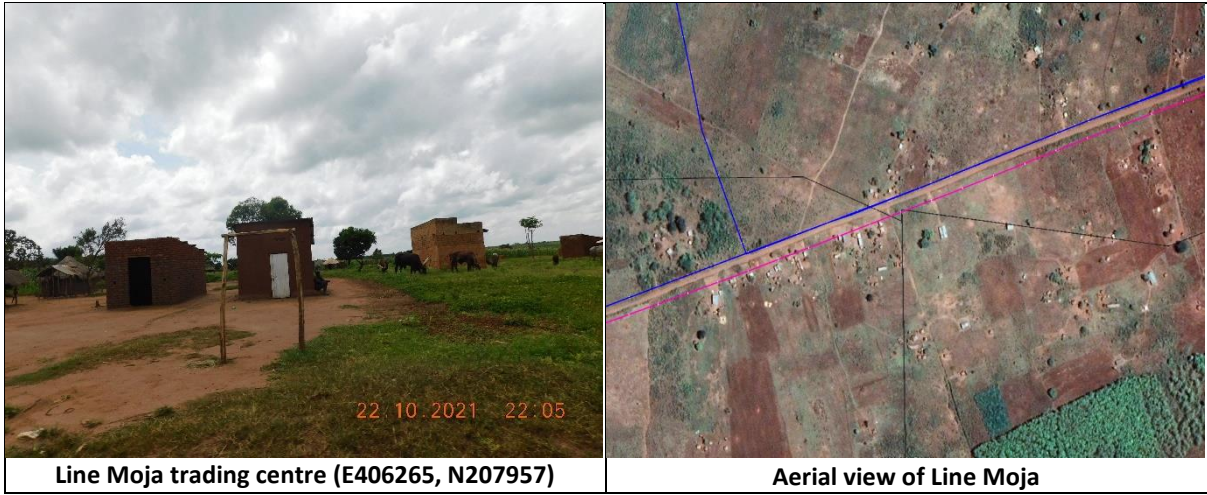 22.10.2021 22:05
Line Moja trading centre (E406265, N207957)
Aerial view of Line Moja